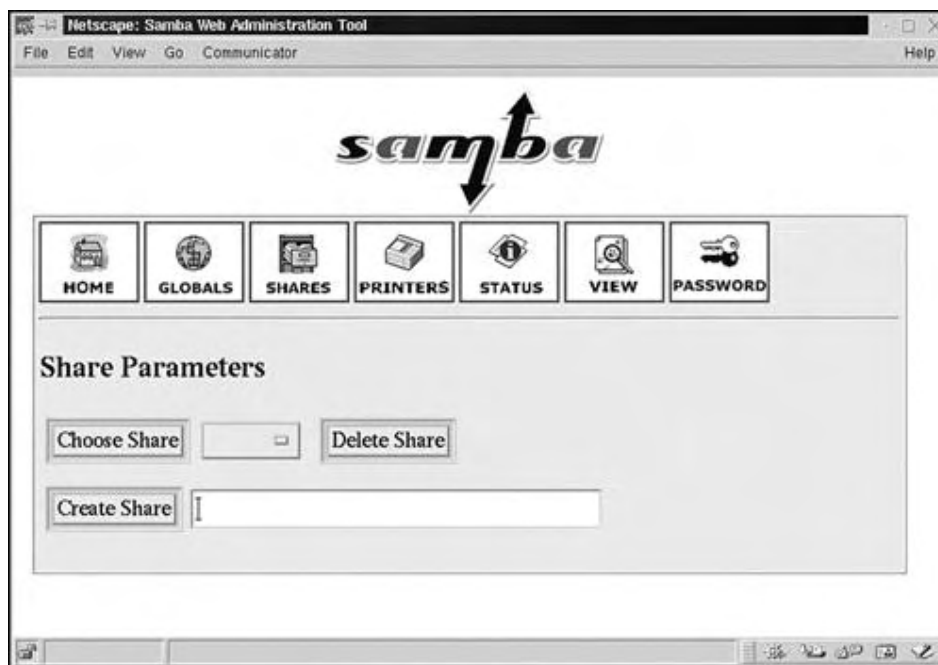 Netscape: Samba Web Administration Tool
File Edit View Go Communicator Help
samba
HOME GLOBALS SHARES PRINTERS STATUS VIEW PASSWORD
Share Parameters
Choose Share Delete Share
Create Share